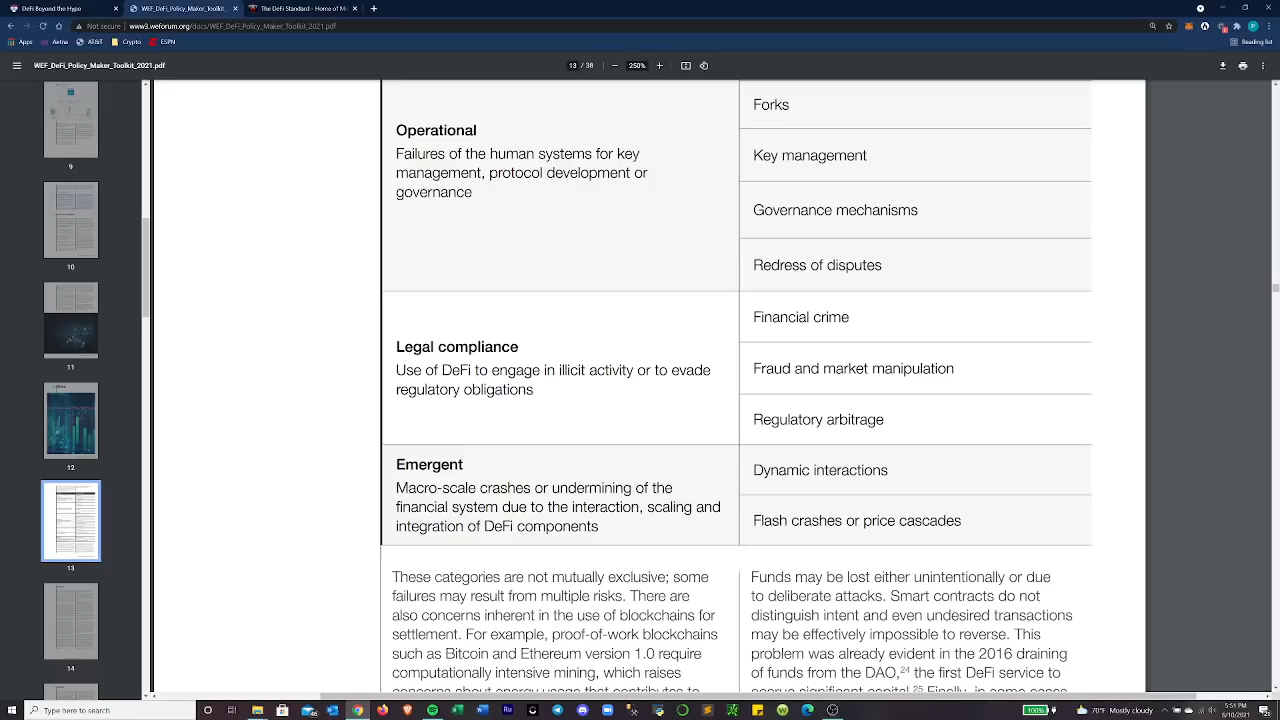 DeFi Beyond the Hype
WEF_DeFi_Policy_Maker_Toolkit_
The DeFi Standard - Home of M
Not secure | www3.weforum.org/docs/WEF_DeFi_Policy_Maker_Toolkit_2021.pdf
Apps
Aetna
AT&T
Crypto
ESPN
Reading list
WEF_DeFi_Policy_Maker_Toolkit_2021.pdf
13 / 38
250%
9
10
11
12
13
14
Operational
Failures of the human systems for key
management, protocol development or
governance
Forks
Key management
Governance mechanisms
Redress of disputes
Legal compliance
Use of DeFi to engage in illicit activity or to evade
regulatory obligations
Financial crime
Fraud and market manipulation
Regulatory arbitrage
Emergent
Macro-scale or undermining of the
financial system due to the interaction, scaling and
integration of DeFi components
Dynamic interactions
Flash crashes or price cascades
These categories are not mutually exclusive; some
failures may result from multiple risks. There are
also concerns inherent in the use of blockchains for
settlement. For example, proof-of-work blockchains
such as Bitcoin and Ethereum version 1.0 require
computationally intensive mining, which raises
Funds may be lost either unintentionally or due
to deliberate attacks. Smart contracts do not
distinguish intent and even undesired transactions
may be effectively impossible to reverse. This
problem was already evident in the 2016 draining
of funds from the DAO,24 the first DeFi service to
Type here to search
100%
70°F Mostly cloudy
5:51 PM
6/10/2021